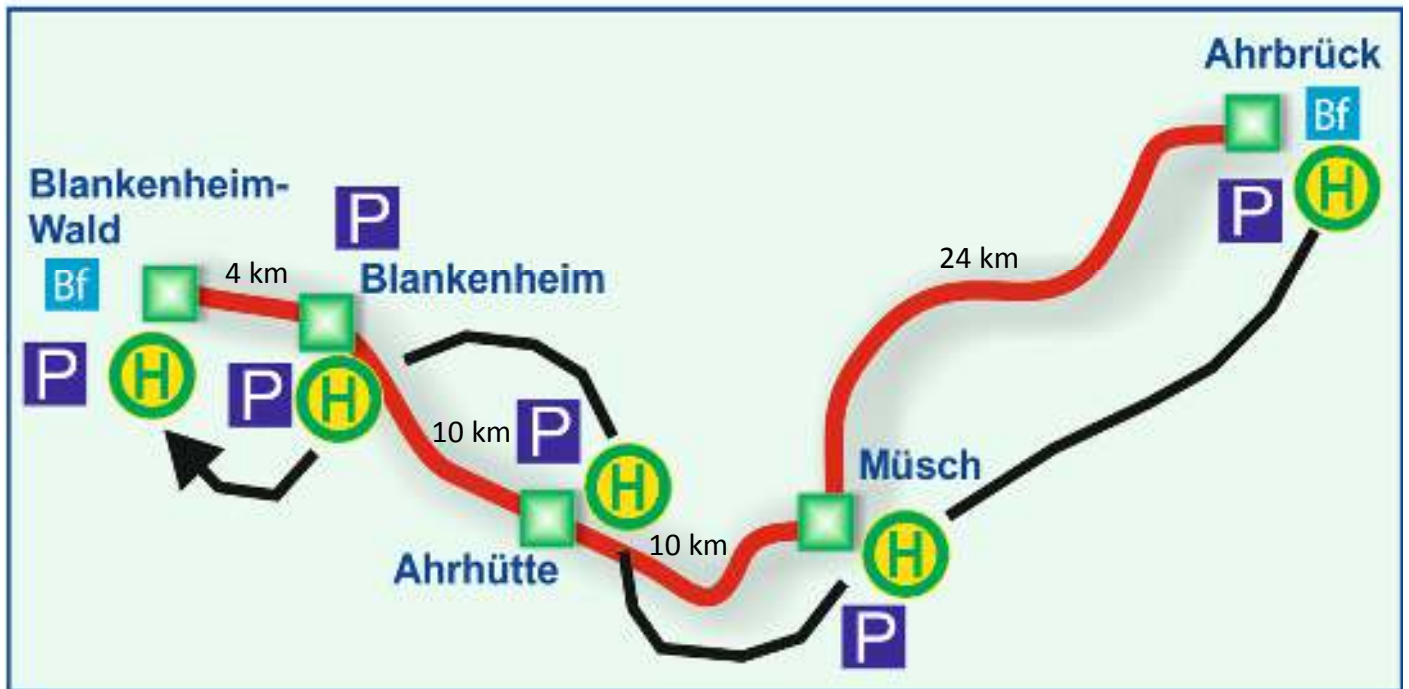 Ahrbrück
Bf
H
P
Blankenheim-
Wald
P
4 km
Blankenheim
24 km
Bf
P
H
P
H
10 km
P
H
Müsch
Ahrhütte
10 km
H
P